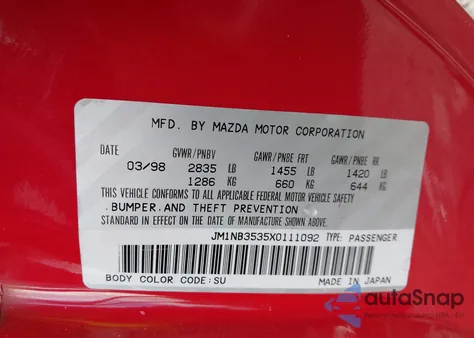 MFD. BY MAZDA MOTOR CORPORATION
DATE GVWR/PNBV GAWR/PNBE FRT GAWR/PNBE RR
03/98 2835 LB 1455 LB 1420 LB
1286 KG 660 KG 644 KG
THIS VEHICLE CONFORMS TO ALL APPLICABLE FEDERAL MOTOR VEHICLE SAFETY
BUMPER AND THEFT PREVENTION
STANDARD IN EFFECT ON THE DATE OF MANUFACTURE SHOWN ABOVE.
JM1NB3535X0111092 TYPE: PASSENGER
BODY COLOR CODE:SU MADE IN JAPAN
autoSnap